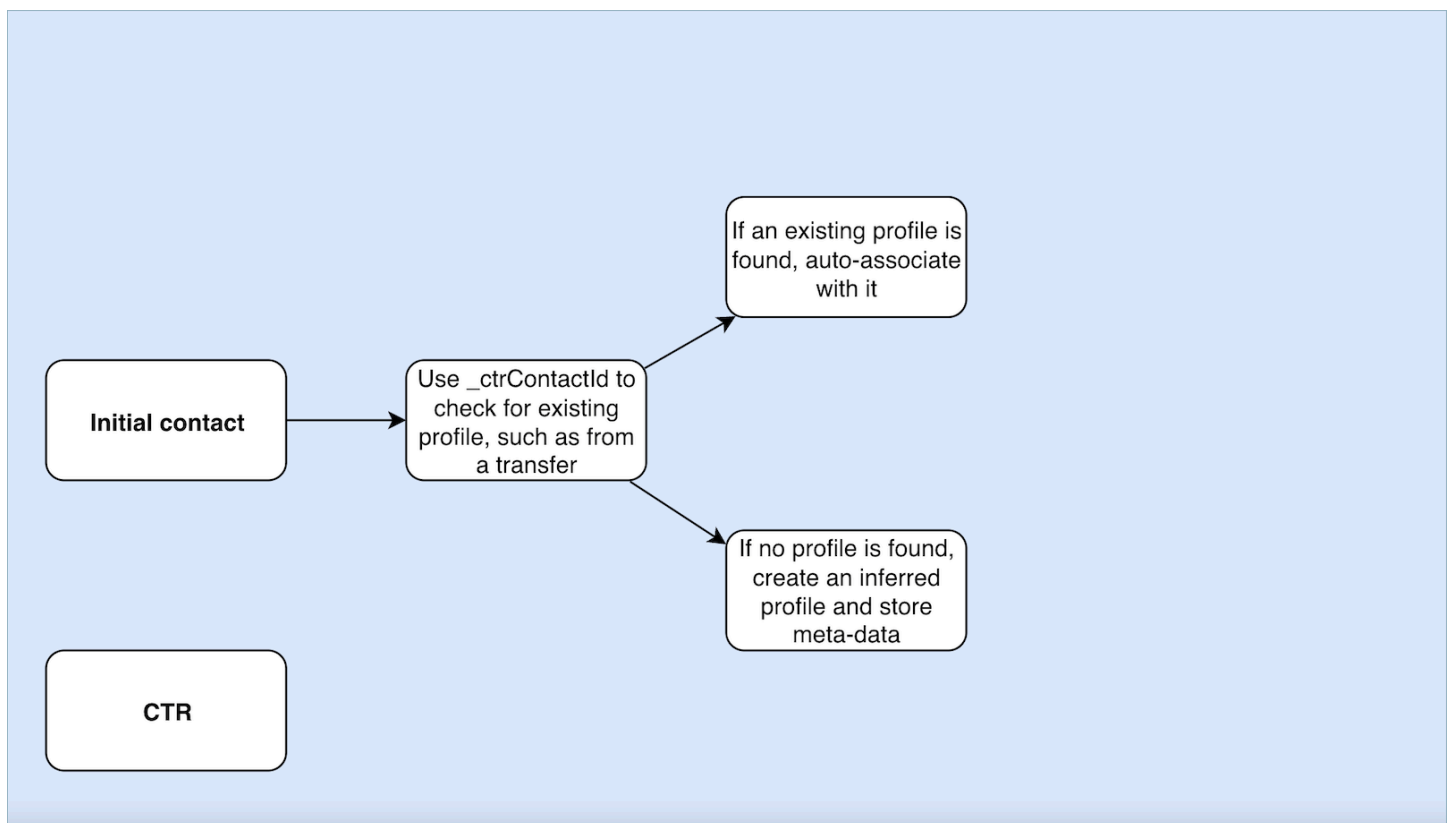 If an existing profile is
found, auto-associate
with it
Initial contact
Use _ctrContactId to
check for existing
profile, such as from
a transfer
If no profile is found,
create an inferred
profile and store
meta-data
CTR